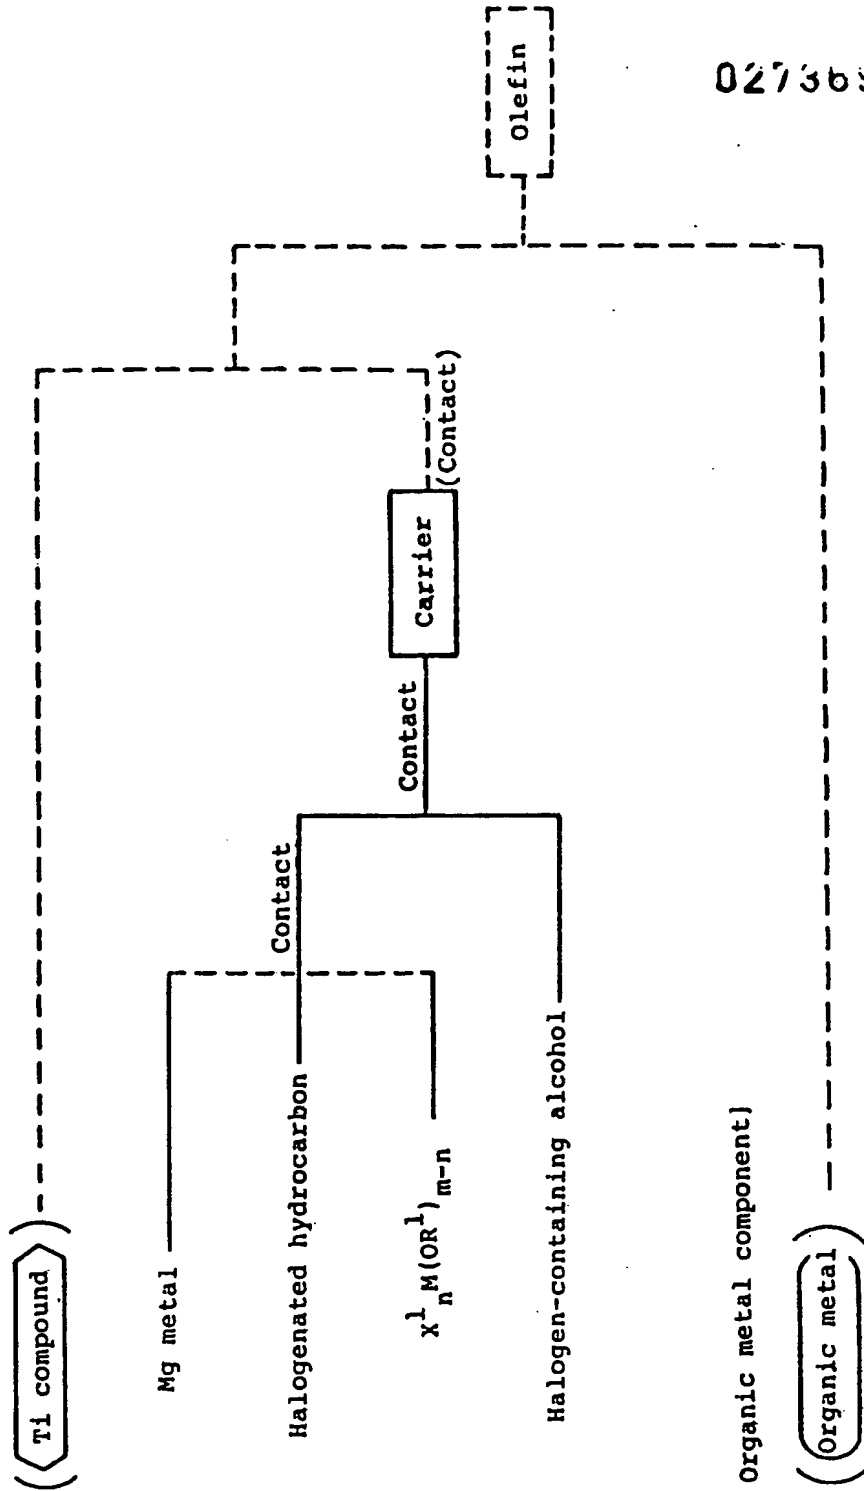 (Ti compound)
Mg metal
Halogenated hydrocarbon
X¹ₙM(OR¹)ₘ₋ₙ
Halogen-containing alcohol
Contact
Contact
Carrier
(Contact)
Olefin
Organic metal component]
(Organic metal)